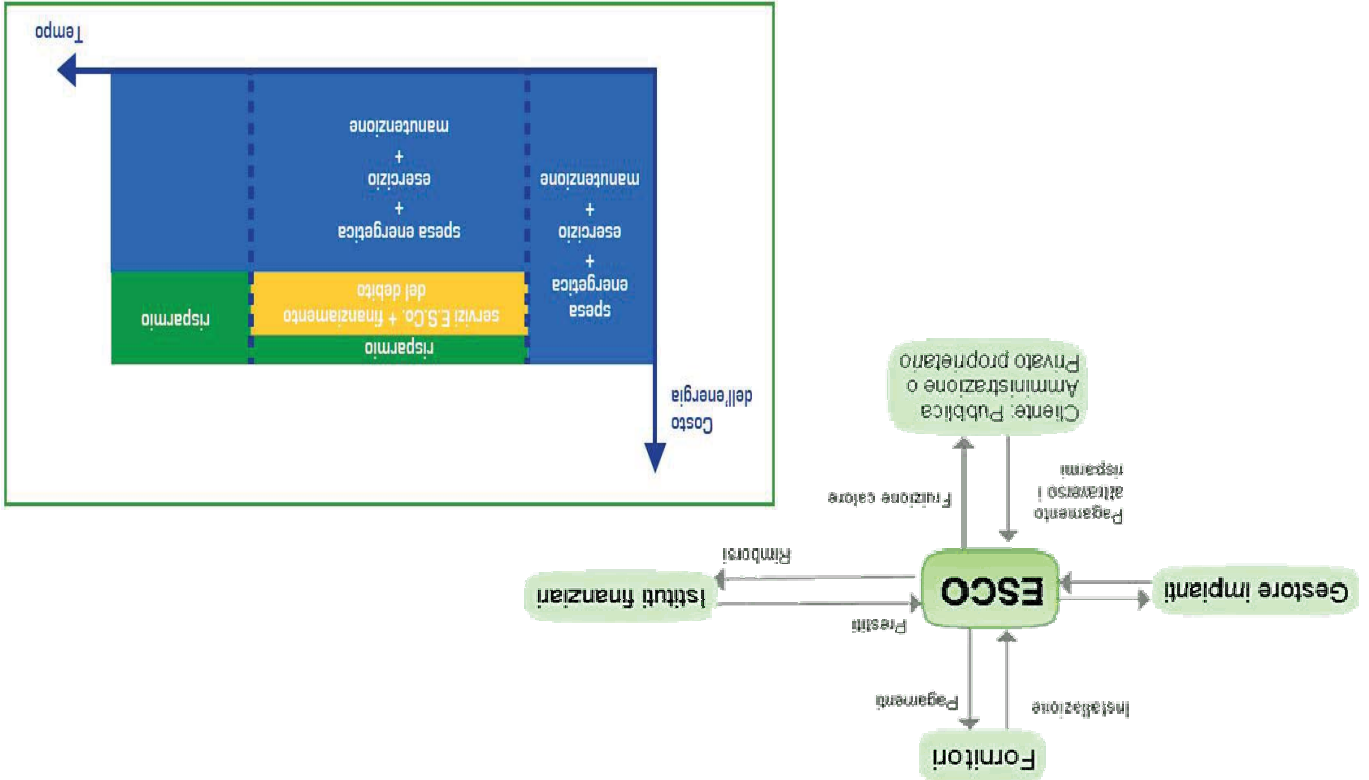 Fornitori
Installazione
Pagamenti
Gestore impianti
ESCO
Prestiti
Istituti finanziari
Rimborsi
Pagamento
attraverso i
risparmi
Fruizione calore
Cliente: Pubblica
Amministrazione o
Privato proprietario
Costo
dell'energia
spesa
energetica
+
esercizio
+
manutenzione
risparmio
servizi E.S.Co. + finanziamento
del debito
spesa energetica
+
esercizio
+
manutenzione
risparmio
Tempo